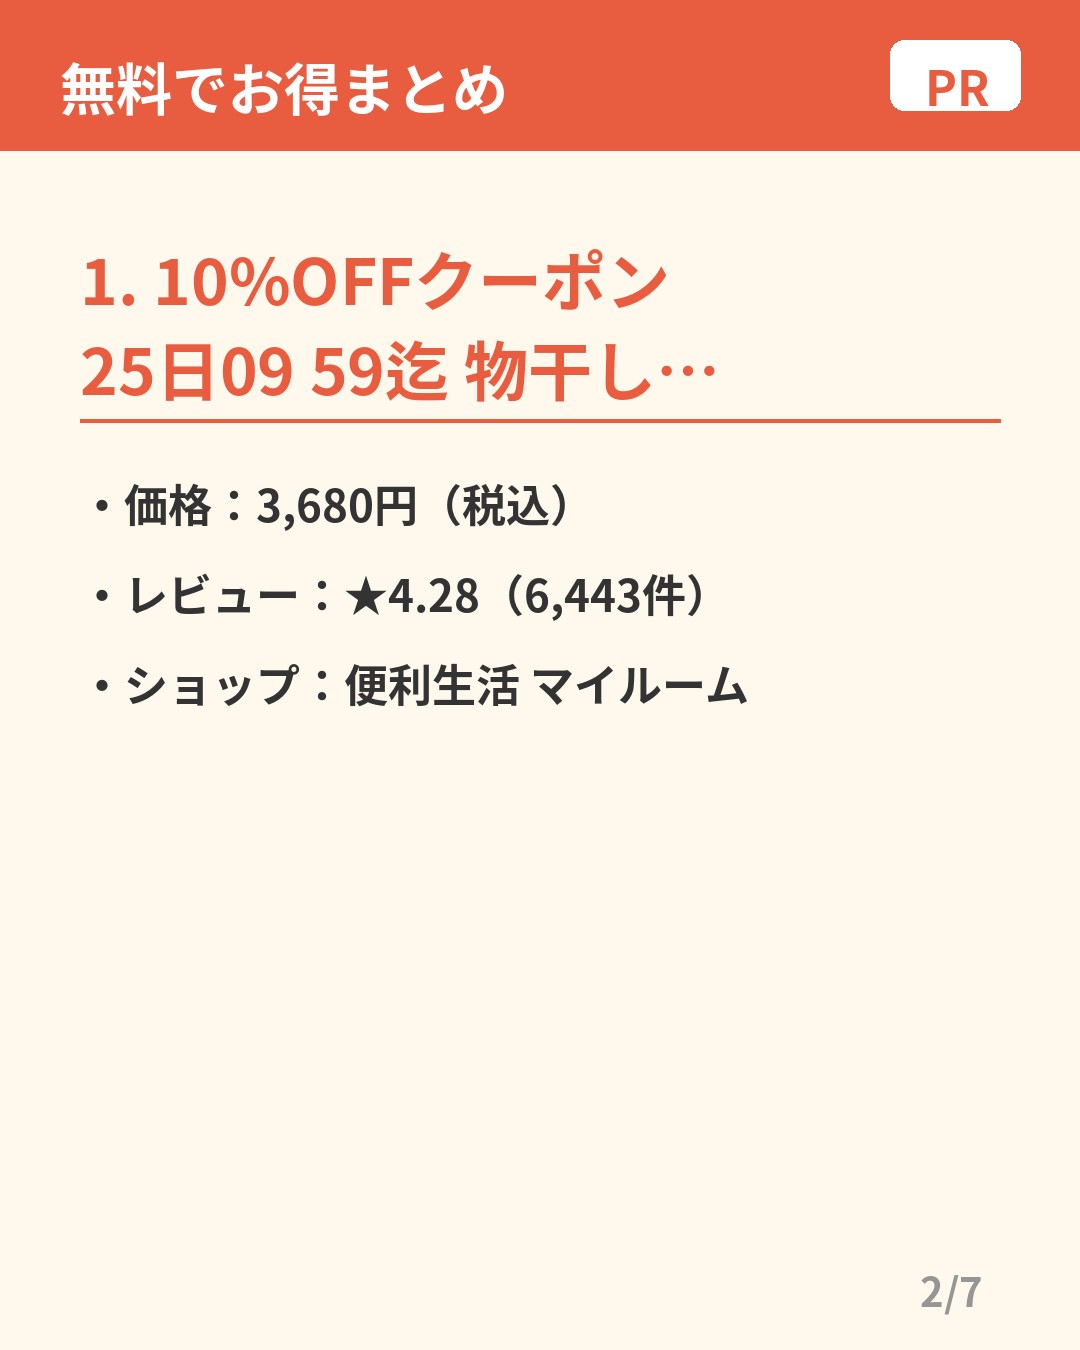 無料でお得まとめ
PR
1. 10%OFFクーポン
25日09 59迄 物干し…
・価格：3,680円（税込）
・レビュー：★4.28（6,443件）
・ショップ：便利生活 マイルーム
2/7